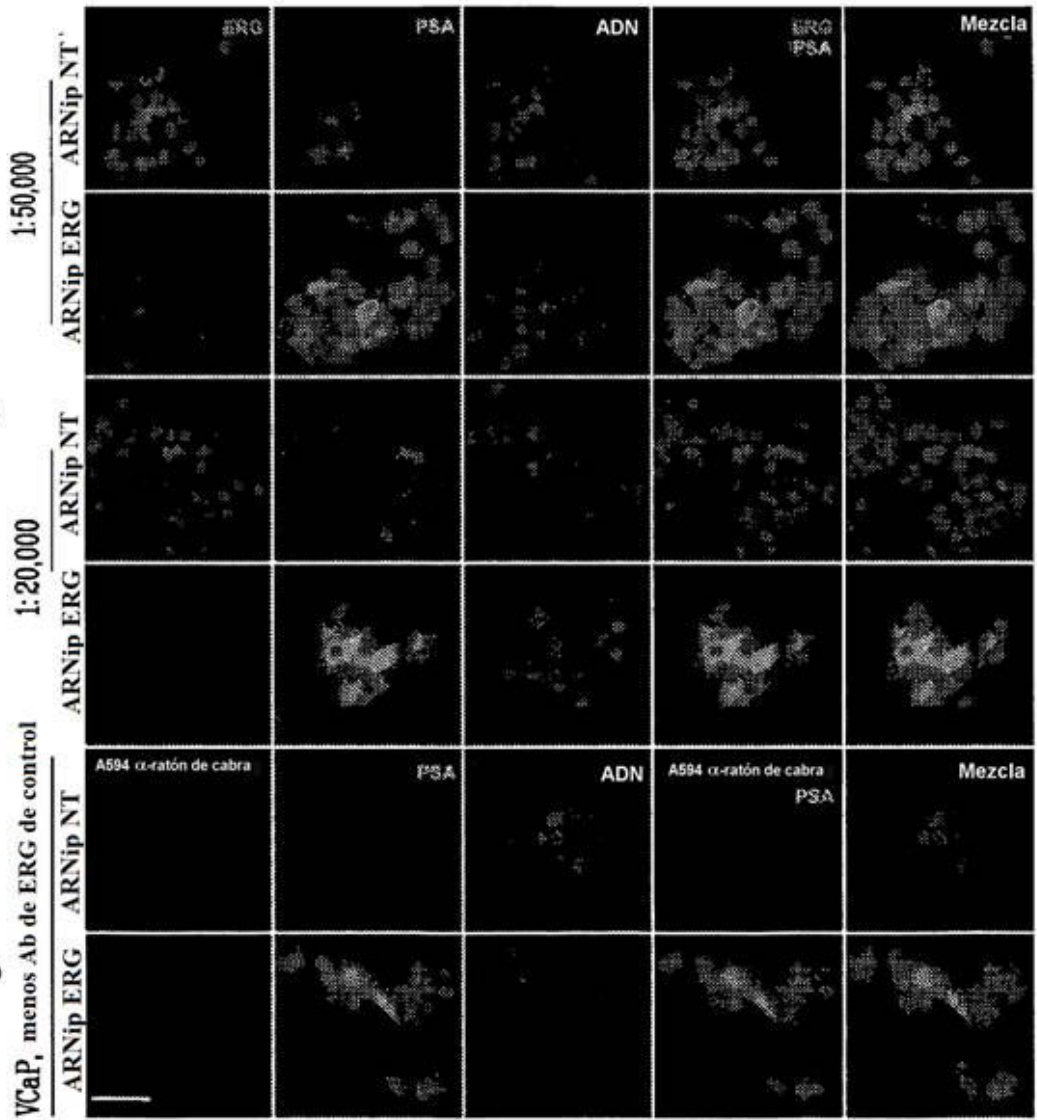 ERG
PSA
ADN
ERG
PSA
Mezcla
1:50,000
ARNip NT
ARNip ERG
1:20,000
ARNip NT
ARNip ERG
VCaP, menos Ab de ERG de control
ARNip NT
ARNip ERG
A594 α-ratón de cabra
PSA
ADN
A594 α-ratón de cabra
PSA
Mezcla